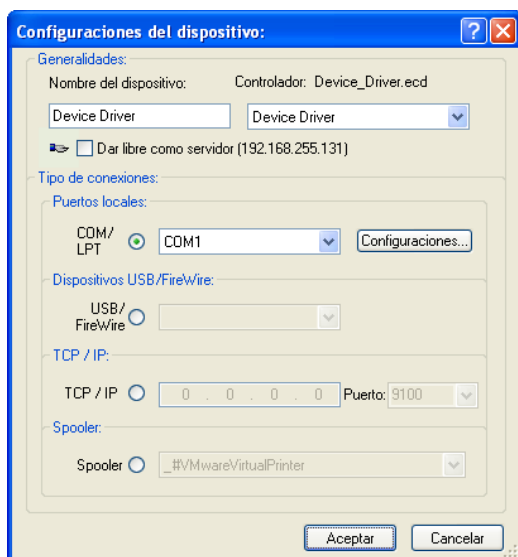 Configuraciones del dispositivo:
Generalidades:
Nombre del dispositivo: Controlador: Device_Driver.ecd
Device Driver Device Driver
Dar libre como servidor (192.168.255.131)
Tipo de conexiones:
Puertos locales:
COM/
LPT COM1 Configuraciones...
Dispositivos USB/FireWire:
USB/
FireWire
TCP / IP:
TCP / IP 0 . 0 . 0 . 0 Puerto: 9100
Spooler:
Spooler _#VMwareVirtualPrinter
Aceptar Cancelar